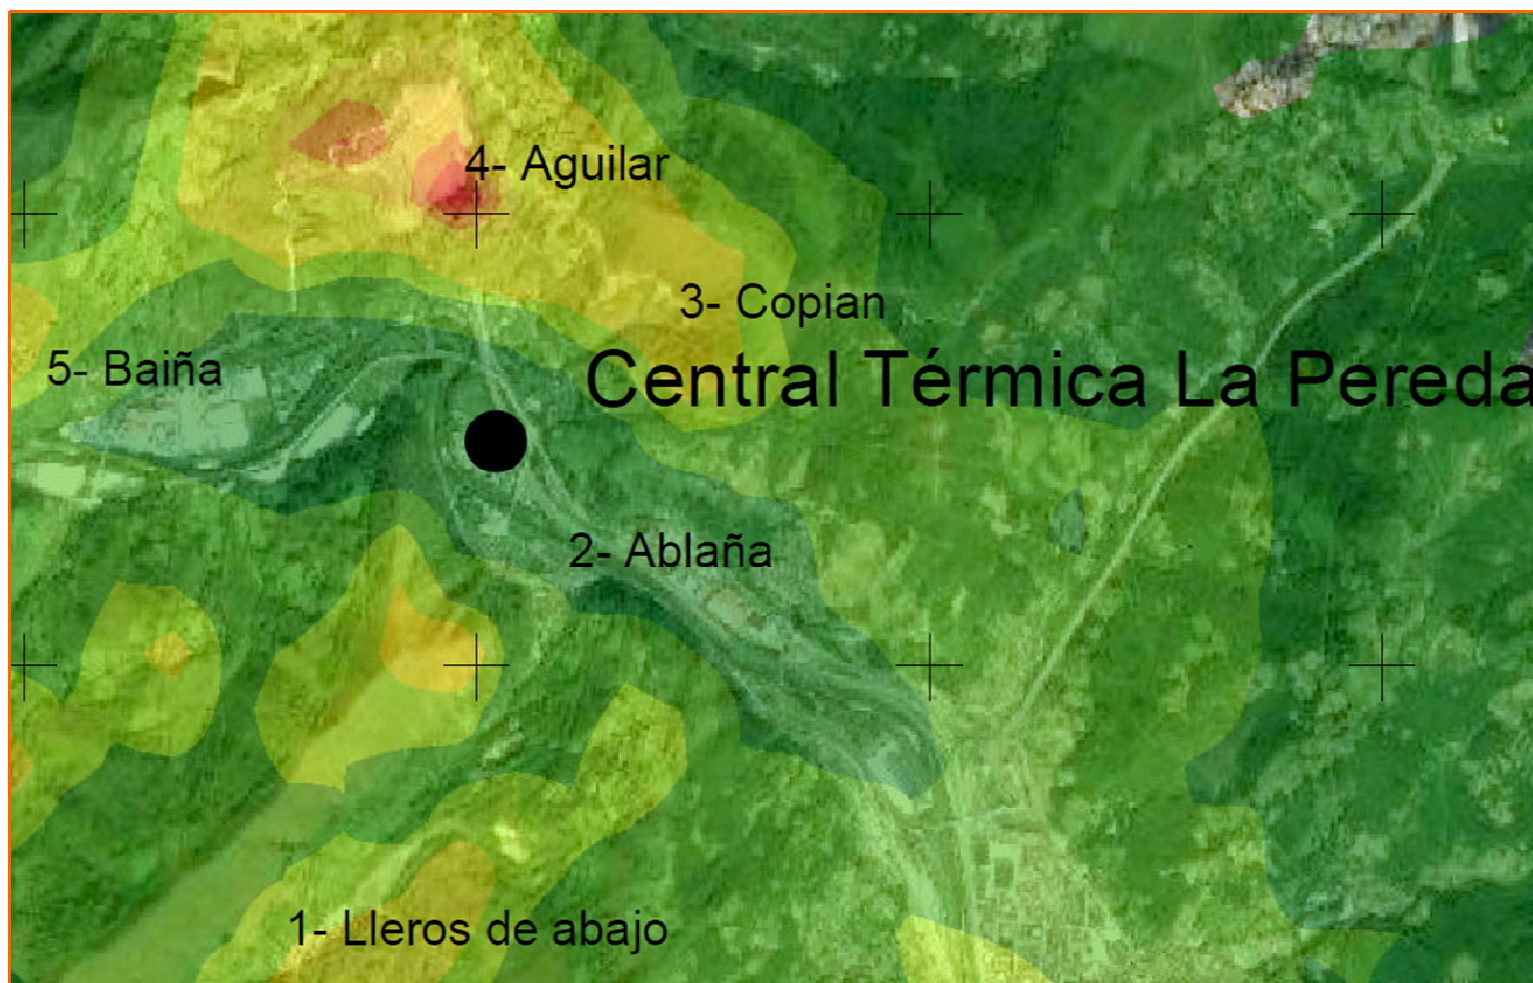 4- Aguilar
3- Copian
5- Baiña
Central Térmica La Pereda
2- Ablaña
1- Lleros de abajo